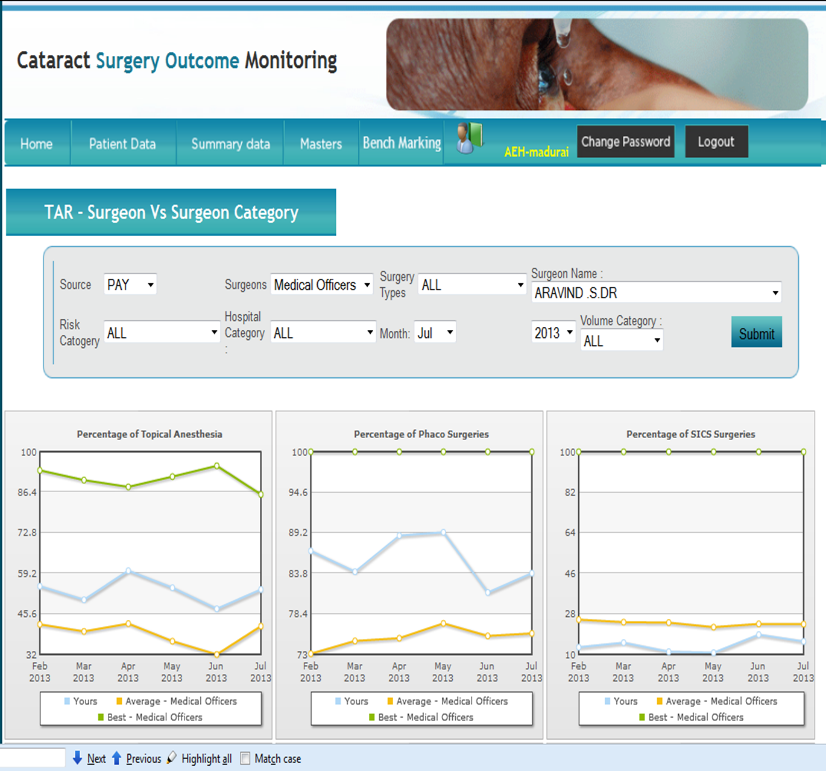 Cataract Surgery Outcome Monitoring
Home Patient Data Summary data Masters Bench Marking AEH-madurai Change Password Logout
TAR - Surgeon Vs Surgeon Category
Source PAY Surgeons Medical Officers Surgery Types ALL Surgeon Name : ARAVIND .S.DR
Risk Catogery ALL Hospital Category : ALL Month: Jul 2013 Volume Category : ALL Submit
Percentage of Topical Anesthesia
100
86.4
72.8
59.2
45.6
32
Feb Mar Apr May Jun Jul
2013 2013 2013 2013 2013 2013
Yours Average - Medical Officers
Best - Medical Officers
Percentage of Phaco Surgeries
100
94.6
89.2
83.8
78.4
73
Feb Mar Apr May Jun Jul
2013 2013 2013 2013 2013 2013
Yours Average - Medical Officers
Best - Medical Officers
Percentage of SICS Surgeries
100
82
64
46
28
10
Feb Mar Apr May Jun Jul
2013 2013 2013 2013 2013 2013
Yours Average - Medical Officers
Best - Medical Officers
Next Previous Highlight all Match case